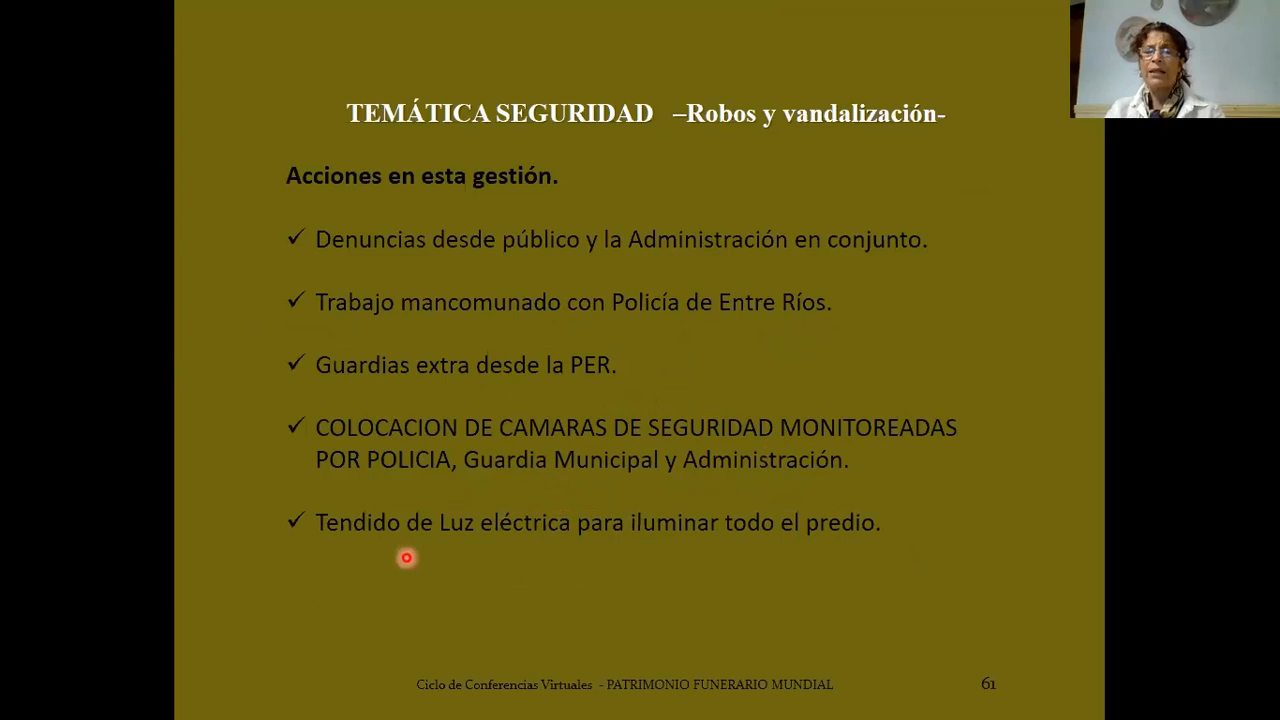 TEMÁTICA SEGURIDAD –Robos y vandalización-
Acciones en esta gestión.
✓ Denuncias desde público y la Administración en conjunto.
✓ Trabajo mancomunado con Policía de Entre Ríos.
✓ Guardias extra desde la PER.
✓ COLOCACION DE CAMARAS DE SEGURIDAD MONITOREADAS
POR POLICIA, Guardia Municipal y Administración.
✓ Tendido de Luz eléctrica para iluminar todo el predio.
Ciclo de Conferencias Virtuales - PATRIMONIO FUNERARIO MUNDIAL 61